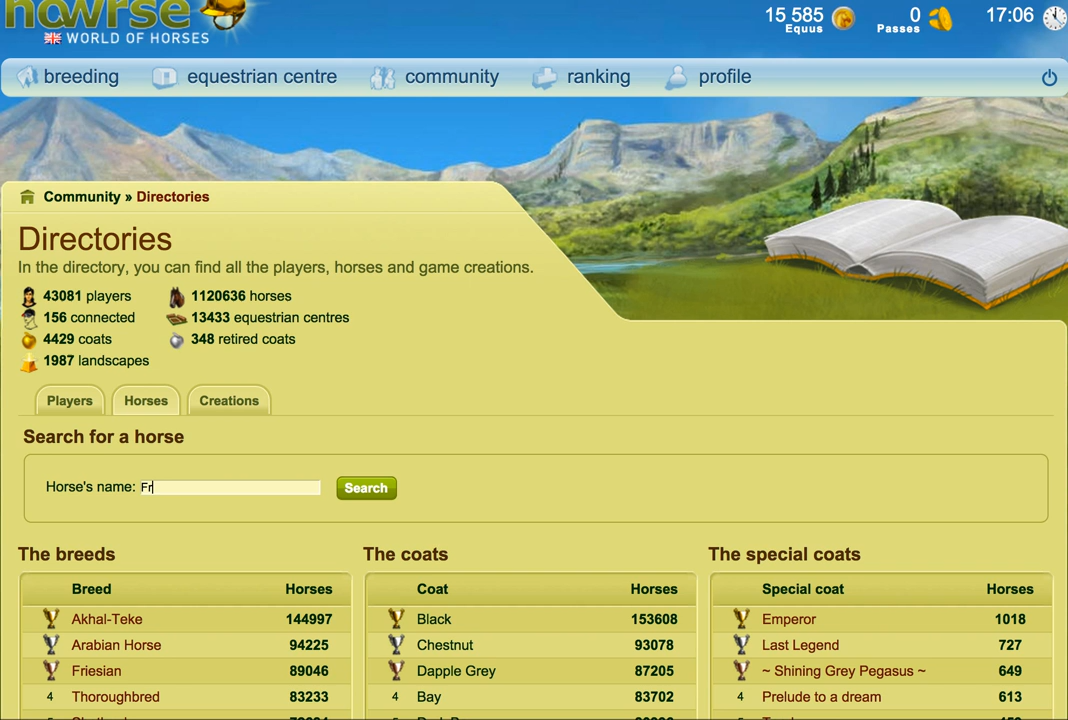 howrse
WORLD OF HORSES
15 585
Equus
0
Passes
17:06
breeding
equestrian centre
community
ranking
profile
Community » Directories
Directories
In the directory, you can find all the players, horses and game creations.
43081 players
1120636 horses
156 connected
13433 equestrian centres
4429 coats
348 retired coats
1987 landscapes
Players
Horses
Creations
Search for a horse
Horse's name: Fr
Search
The breeds
Breed Horses
Akhal-Teke 144997
Arabian Horse 94225
Friesian 89046
4 Thoroughbred 83233
The coats
Coat Horses
Black 153608
Chestnut 93078
Dapple Grey 87205
4 Bay 83702
The special coats
Special coat Horses
Emperor 1018
Last Legend 727
~ Shining Grey Pegasus ~ 649
4 Prelude to a dream 613